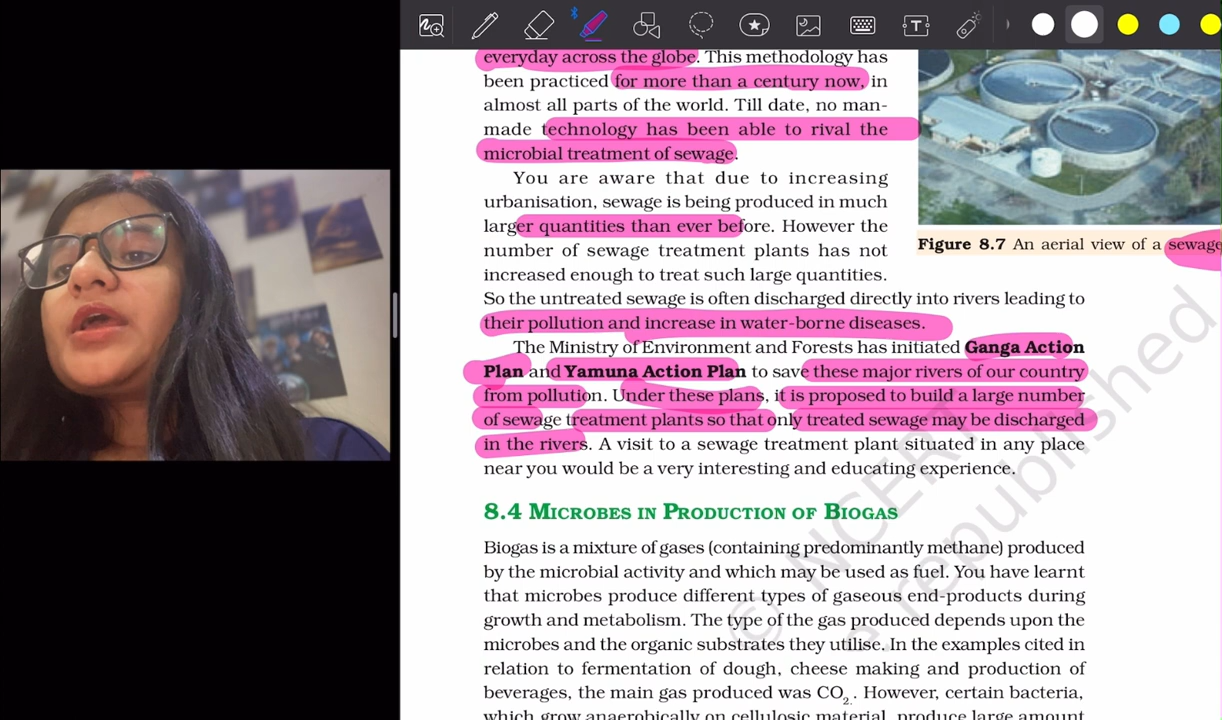 everyday across the globe. This methodology has
been practiced for more than a century now, in
almost all parts of the world. Till date, no man-
made technology has been able to rival the
microbial treatment of sewage.
You are aware that due to increasing
urbanisation, sewage is being produced in much
larger quantities than ever before. However the
number of sewage treatment plants has not
increased enough to treat such large quantities.
So the untreated sewage is often discharged directly into rivers leading to
their pollution and increase in water-borne diseases.
The Ministry of Environment and Forests has initiated Ganga Action
Plan and Yamuna Action Plan to save these major rivers of our country
from pollution. Under these plans, it is proposed to build a large number
of sewage treatment plants so that only treated sewage may be discharged
in the rivers. A visit to a sewage treatment plant situated in any place
near you would be a very interesting and educating experience.
Figure 8.7 An aerial view of a sewage
8.4 MICROBES IN PRODUCTION OF BIOGAS
Biogas is a mixture of gases (containing predominantly methane) produced
by the microbial activity and which may be used as fuel. You have learnt
that microbes produce different types of gaseous end-products during
growth and metabolism. The type of the gas produced depends upon the
microbes and the organic substrates they utilise. In the examples cited in
relation to fermentation of dough, cheese making and production of
beverages, the main gas produced was CO2. However, certain bacteria,
which grow anaerobically on cellulosic material, produce large amount
© NCERT
republished